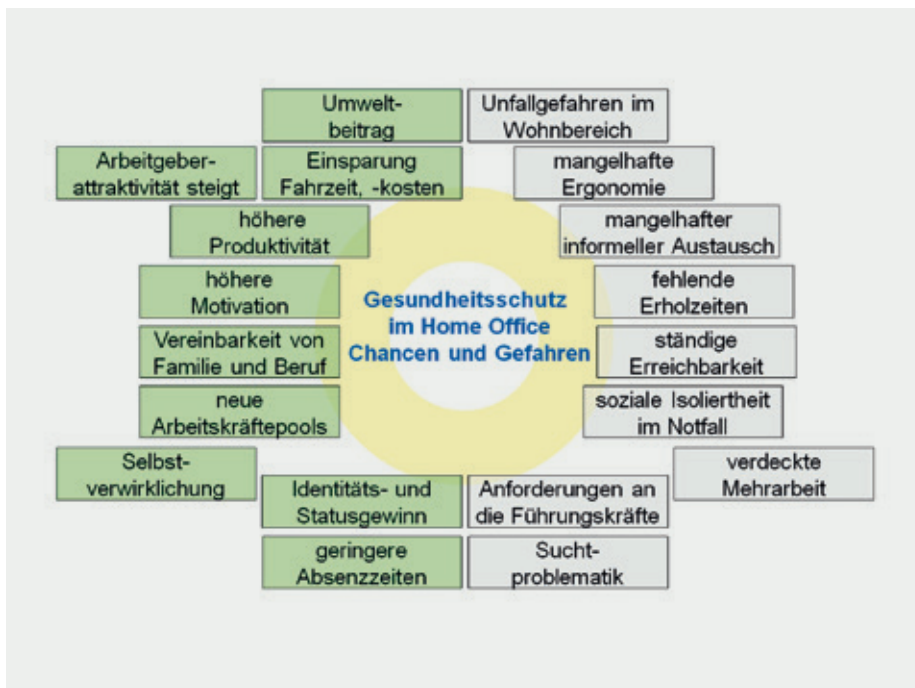 Umwelt-
beitrag
Unfallgefahren im
Wohnbereich
Arbeitgeber-
attraktivität steigt
Einsparung
Fahrzeit, -kosten
mangelhafte
Ergonomie
höhere
Produktivität
mangelhafter
informeller Austausch
höhere
Motivation
fehlende
Erholzeiten
Gesundheitsschutz
im Home Office
Chancen und Gefahren
Vereinbarkeit von
Familie und Beruf
ständige
Erreichbarkeit
neue
Arbeitskräftepools
soziale Isoliertheit
im Notfall
Selbst-
verwirklichung
verdeckte
Mehrarbeit
Identitäts- und
Statusgewinn
Anforderungen an
die Führungskräfte
geringere
Absenzzeiten
Sucht-
problematik